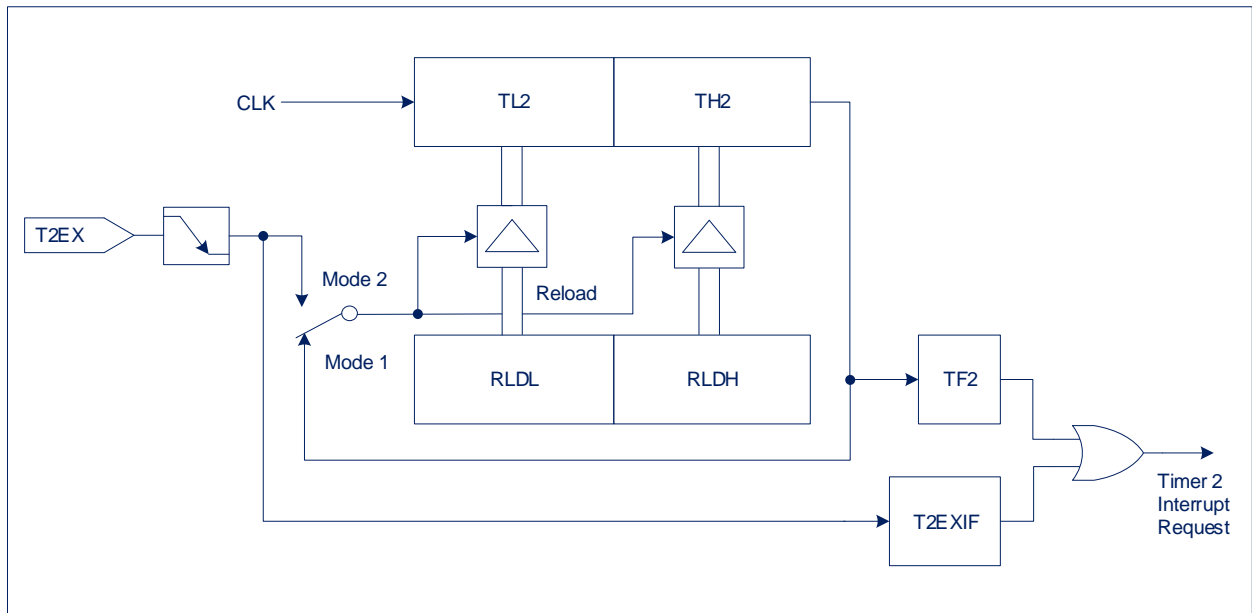 CLK
TL2
TH2
T2EX
Mode 2
Reload
Mode 1
RLDL
RLDH
TF2
T2EXIF
Timer 2
Interrupt
Request